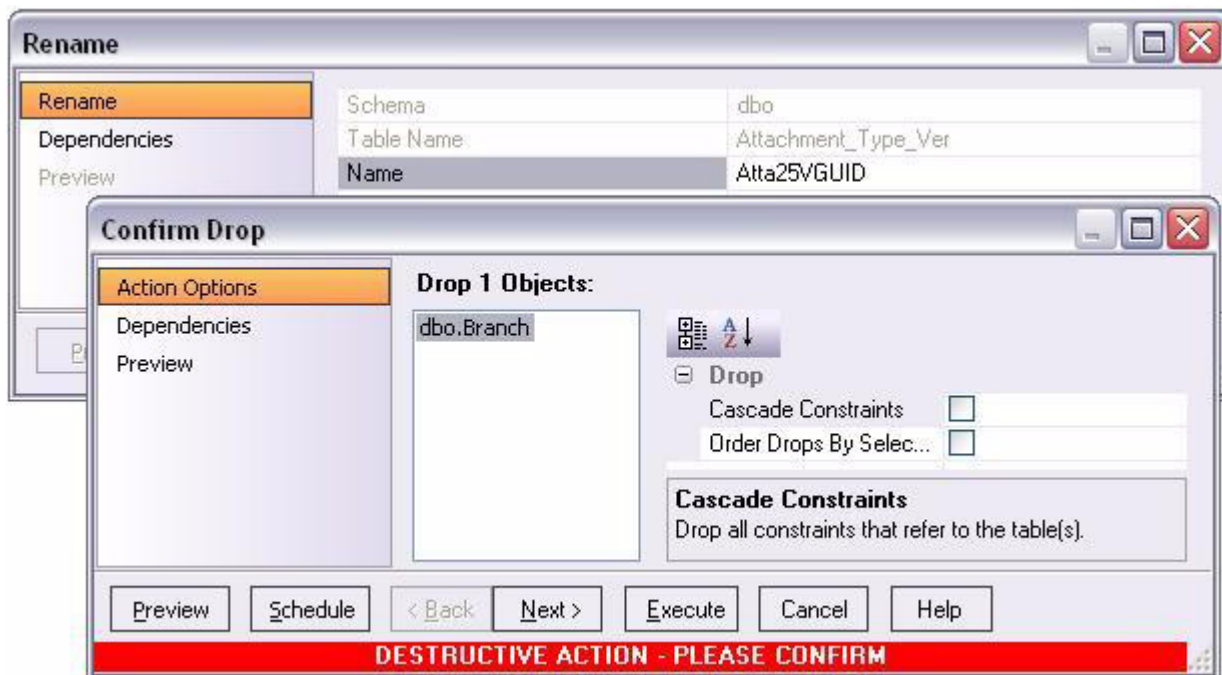 Rename
Rename
Dependencies
Preview
Schema dbo
Table Name Attachment_Type_Ver
Name Atta25VGUID
Confirm Drop
Action Options
Dependencies
Preview
Drop 1 Objects:
dbo.Branch
Drop
Cascade Constraints
Order Drops By Selec...
Cascade Constraints
Drop all constraints that refer to the table(s).
Preview Schedule < Back Next > Execute Cancel Help
DESTRUCTIVE ACTION - PLEASE CONFIRM